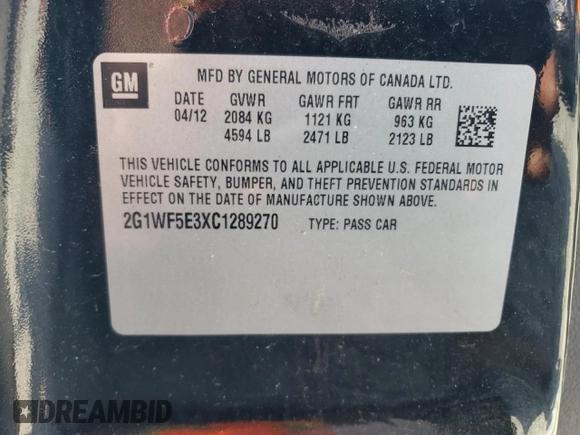 GM
MFD BY GENERAL MOTORS OF CANADA LTD.
DATE GVWR GAWR FRT GAWR RR
04/12 2084 KG 1121 KG 963 KG
4594 LB 2471 LB 2123 LB
THIS VEHICLE CONFORMS TO ALL APPLICABLE U.S. FEDERAL MOTOR
VEHICLE SAFETY, BUMPER, AND THEFT PREVENTION STANDARDS IN
EFFECT ON THE DATE OF MANUFACTURE SHOWN ABOVE.
2G1WF5E3XC1289270 TYPE: PASS CAR
DREAMBID